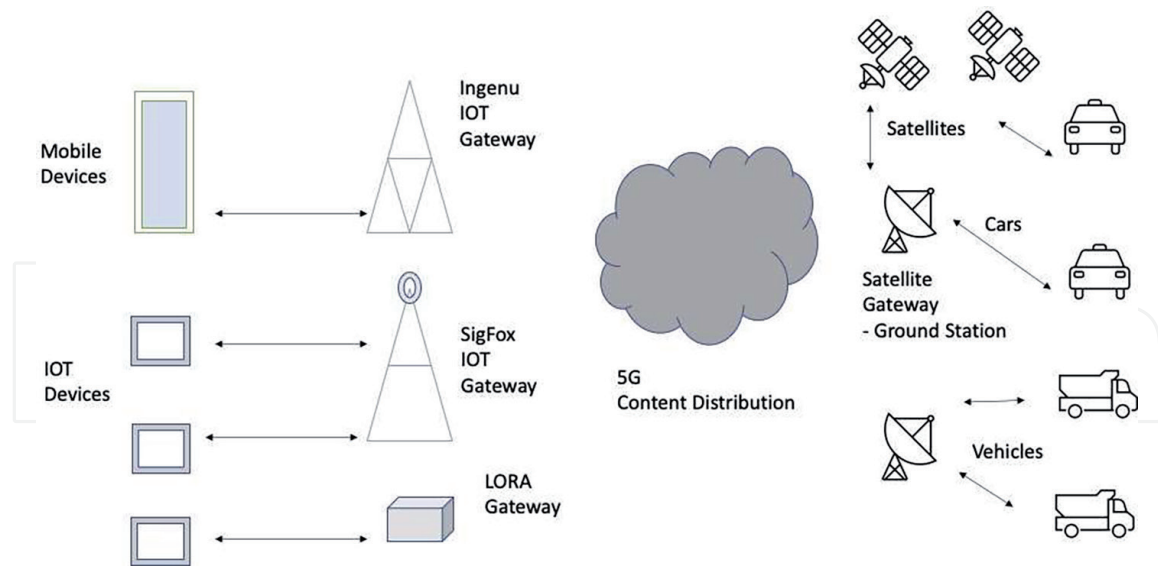 Mobile
Devices
Ingenu
IOT
Gateway
IOT
Devices
SigFox
IOT
Gateway
LORA
Gateway
5G
Content Distribution
Satellites
Cars
Satellite
Gateway
- Ground Station
Vehicles